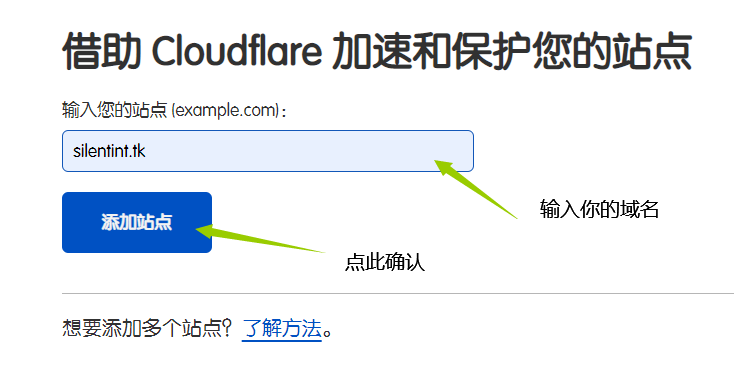 借助 Cloudflare 加速和保护您的站点
输入您的站点 (example.com)：
silentint.tk
输入你的域名
添加站点
点此确认
想要添加多个站点？了解方法。